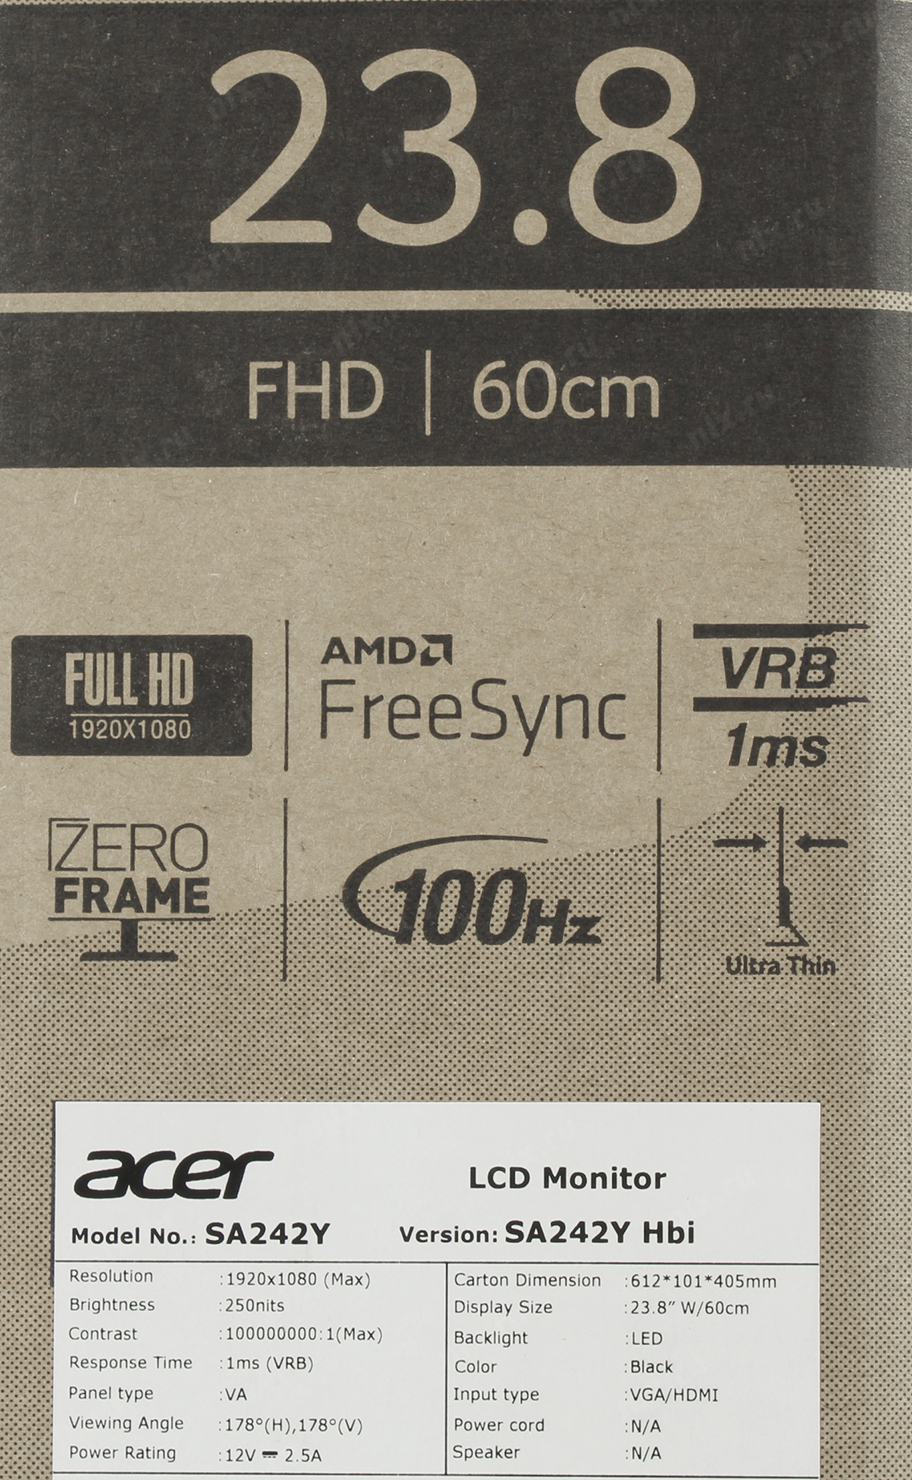 23.8
FHD | 60cm
FULL HD
1920X1080
AMD
FreeSync
VRB
1ms
ZERO
FRAME
100Hz
Ultra Thin
acer
LCD Monitor
Model No.: SA242Y
Version: SA242Y Hbi
Resolution :1920x1080 (Max)
Brightness :250nits
Contrast :100000000:1(Max)
Response Time :1ms (VRB)
Panel type :VA
Viewing Angle :178°(H),178°(V)
Power Rating :12V ⎓ 2.5A
Carton Dimension :612*101*405mm
Display Size :23.8” W/60cm
Backlight :LED
Color :Black
Input type :VGA/HDMI
Power cord :N/A
Speaker :N/A